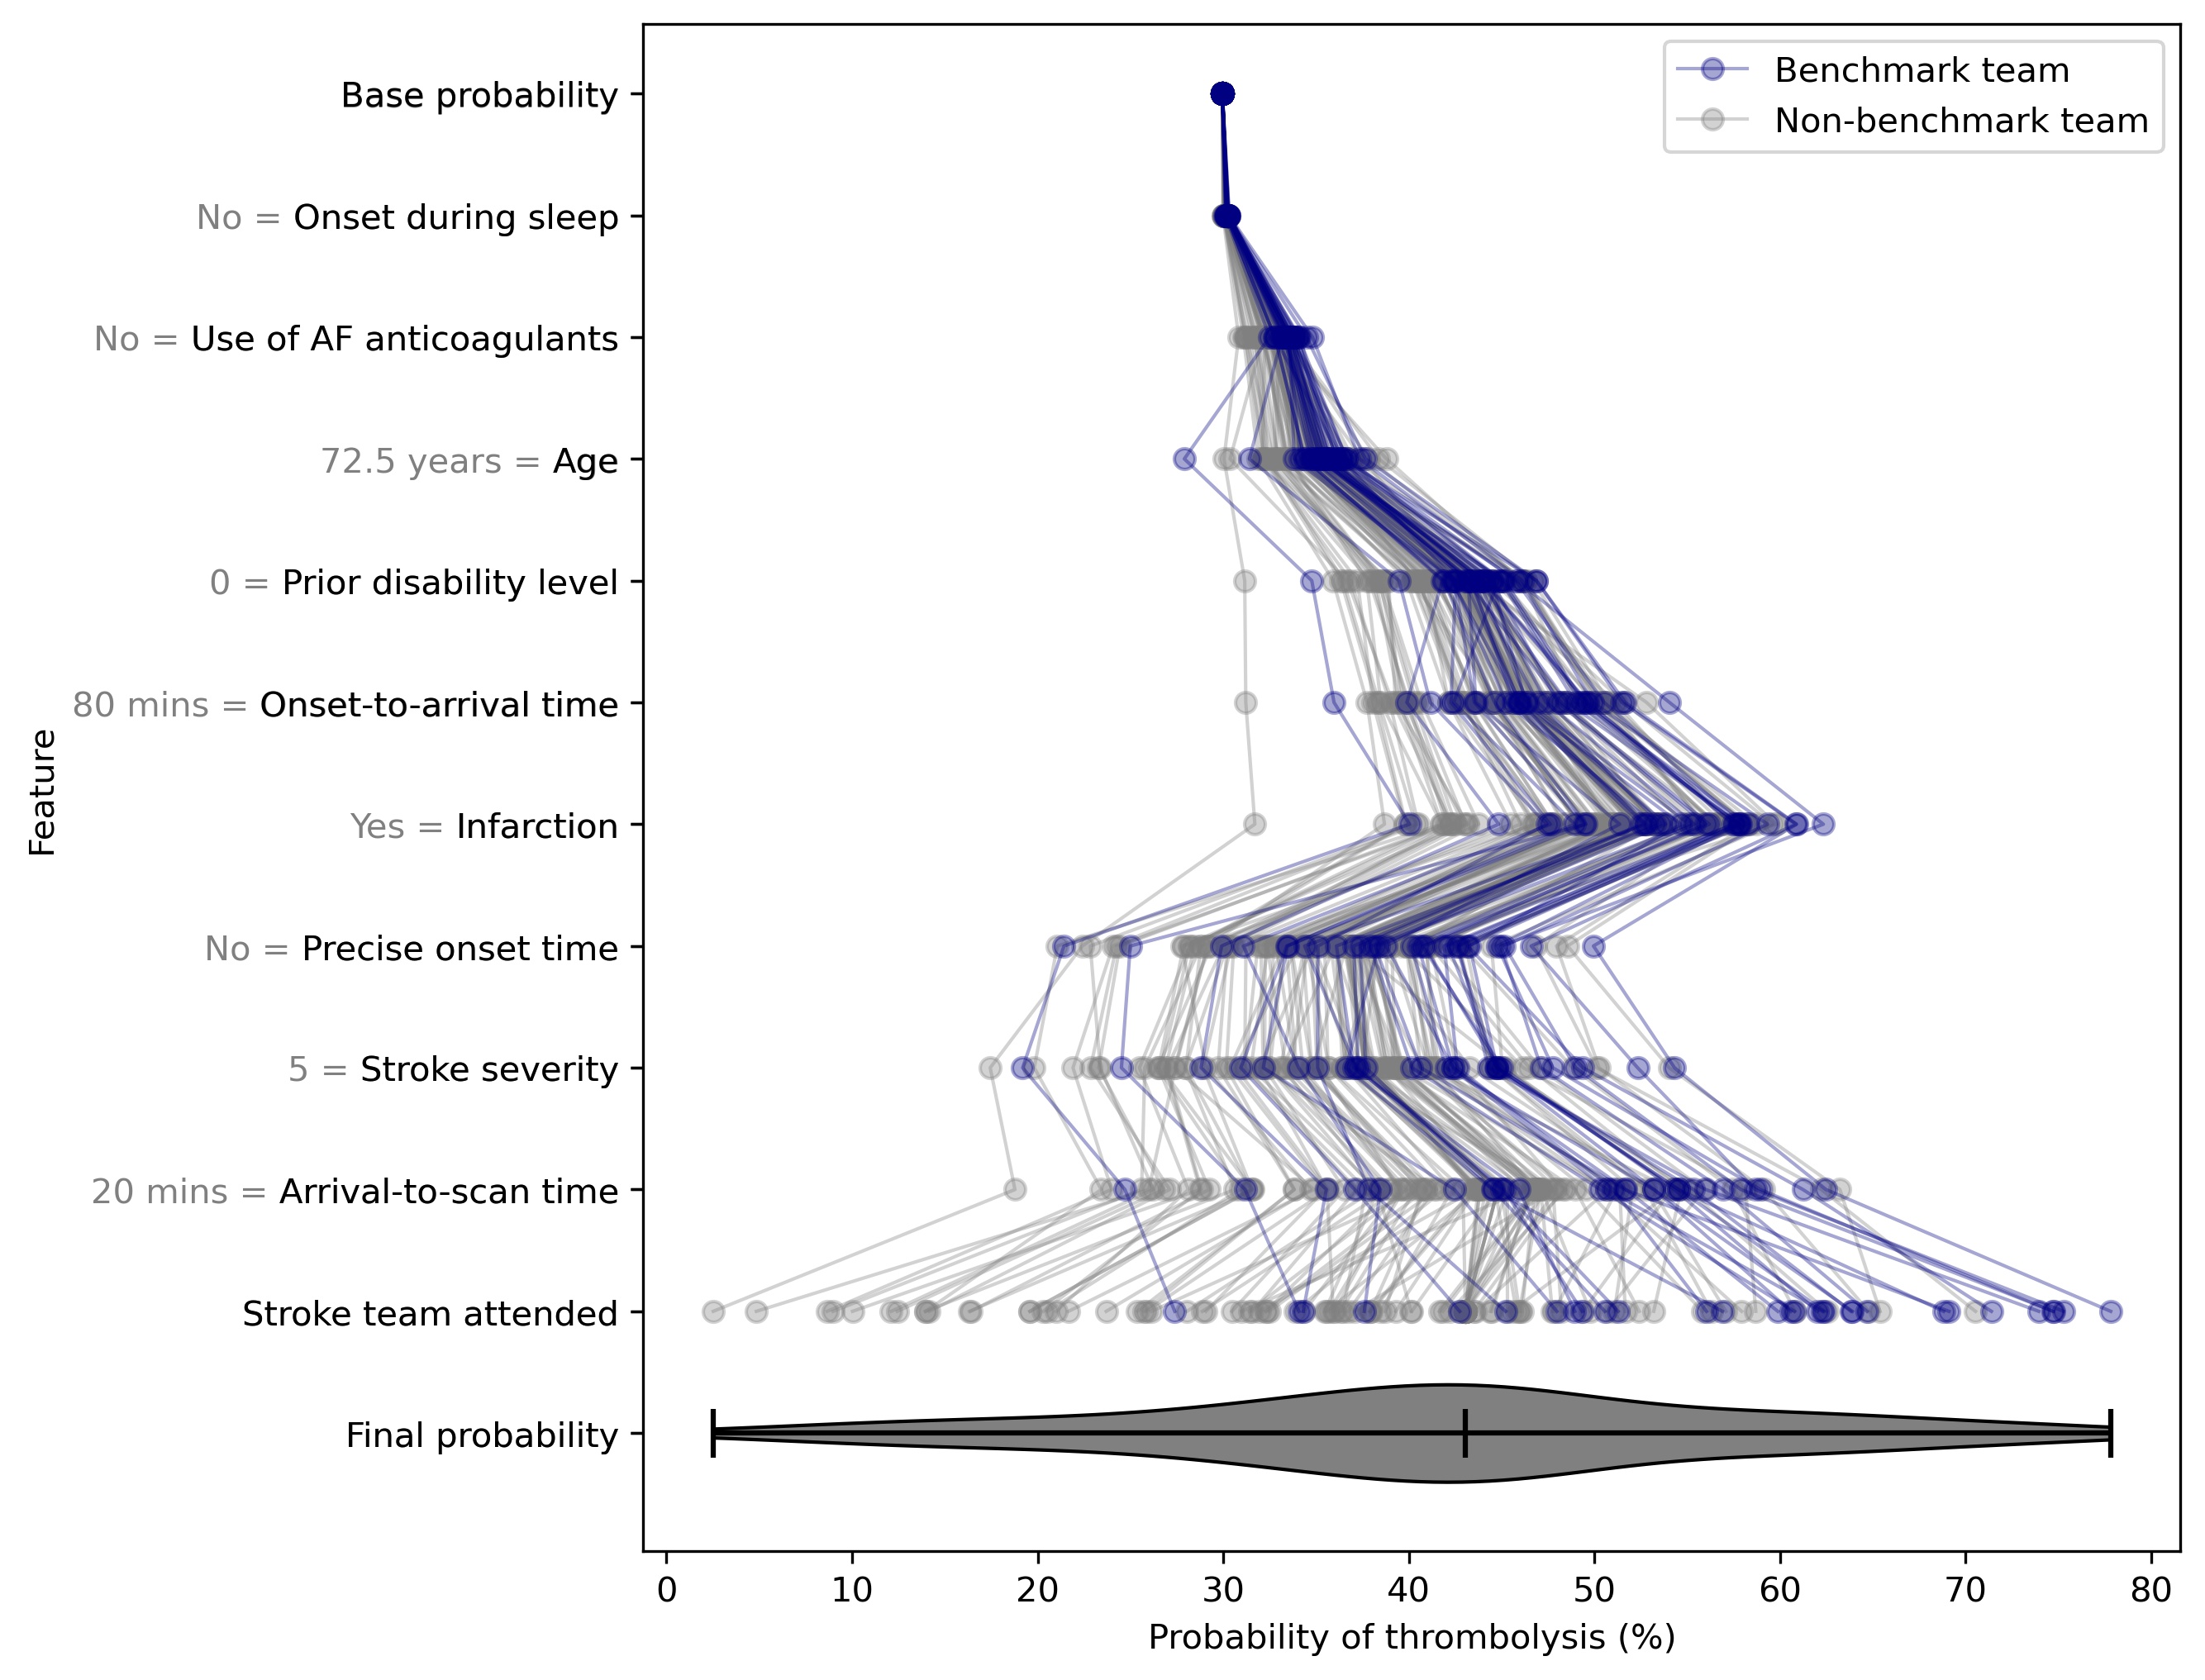 Benchmark team
Non-benchmark team
Base probability
No = Onset during sleep
No = Use of AF anticoagulants
72.5 years = Age
0 = Prior disability level
80 mins = Onset-to-arrival time
Yes = Infarction
No = Precise onset time
5 = Stroke severity
20 mins = Arrival-to-scan time
Stroke team attended
Final probability
Feature
0 10 20 30 40 50 60 70 80
Probability of thrombolysis (%)